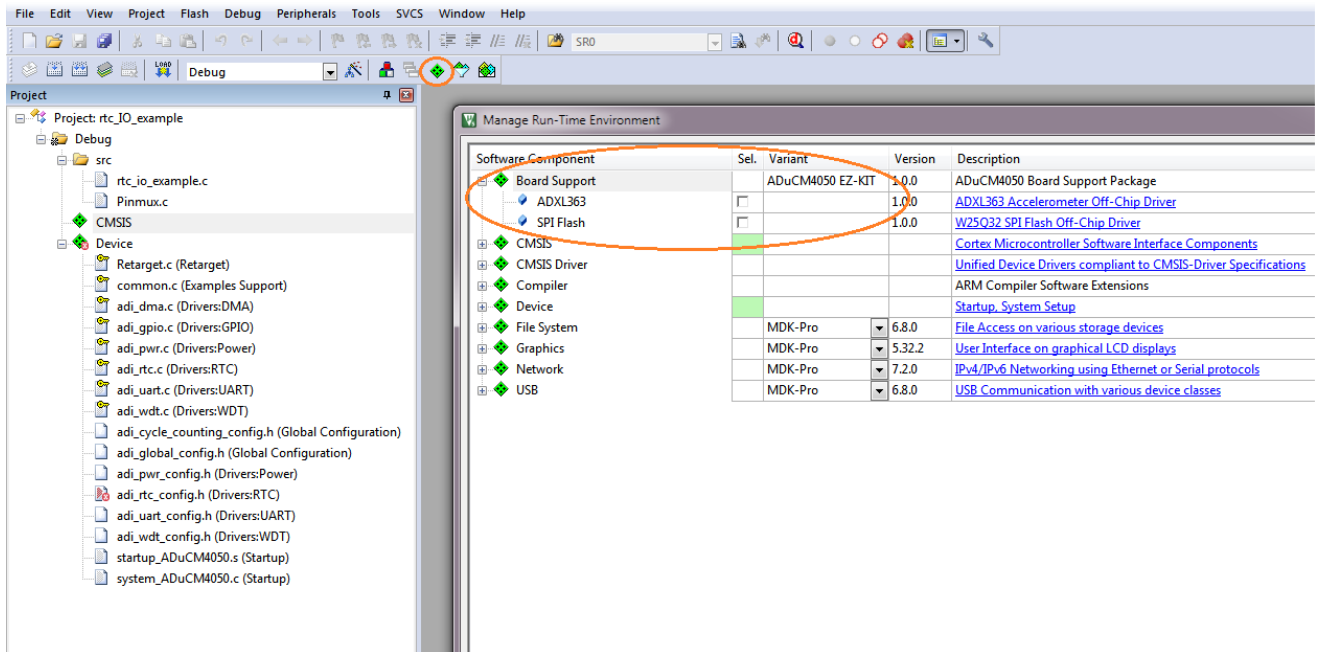 File Edit View Project Flash Debug Peripherals Tools SVCS Window Help
SR0
LOAD
Debug
Project
Project: rtc_IO_example
Debug
src
rtc_io_example.c
Pinmux.c
CMSIS
Device
Retarget.c (Retarget)
common.c (Examples Support)
adi_dma.c (Drivers:DMA)
adi_gpio.c (Drivers:GPIO)
adi_pwr.c (Drivers:Power)
adi_rtc.c (Drivers:RTC)
adi_uart.c (Drivers:UART)
adi_wdt.c (Drivers:WDT)
adi_cycle_counting_config.h (Global Configuration)
adi_global_config.h (Global Configuration)
adi_pwr_config.h (Drivers:Power)
adi_rtc_config.h (Drivers:RTC)
adi_uart_config.h (Drivers:UART)
adi_wdt_config.h (Drivers:WDT)
startup_ADuCM4050.s (Startup)
system_ADuCM4050.c (Startup)
Manage Run-Time Environment
Software Component Sel. Variant Version Description
Board Support ADuCM4050 EZ-KIT 1.0.0 ADuCM4050 Board Support Package
ADXL363 1.0.0 ADXL363 Accelerometer Off-Chip Driver
SPI Flash 1.0.0 W25Q32 SPI Flash Off-Chip Driver
CMSIS Cortex Microcontroller Software Interface Components
CMSIS Driver Unified Device Drivers compliant to CMSIS-Driver Specifications
Compiler ARM Compiler Software Extensions
Device Startup, System Setup
File System MDK-Pro 6.8.0 File Access on various storage devices
Graphics MDK-Pro 5.32.2 User Interface on graphical LCD displays
Network MDK-Pro 7.2.0 IPv4/IPv6 Networking using Ethernet or Serial protocols
USB MDK-Pro 6.8.0 USB Communication with various device classes